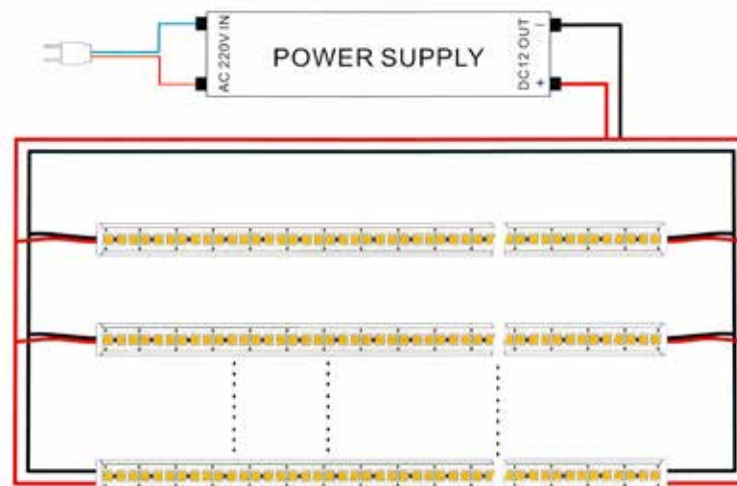 AC 220V IN
POWER SUPPLY
DC12 OUT
−
+